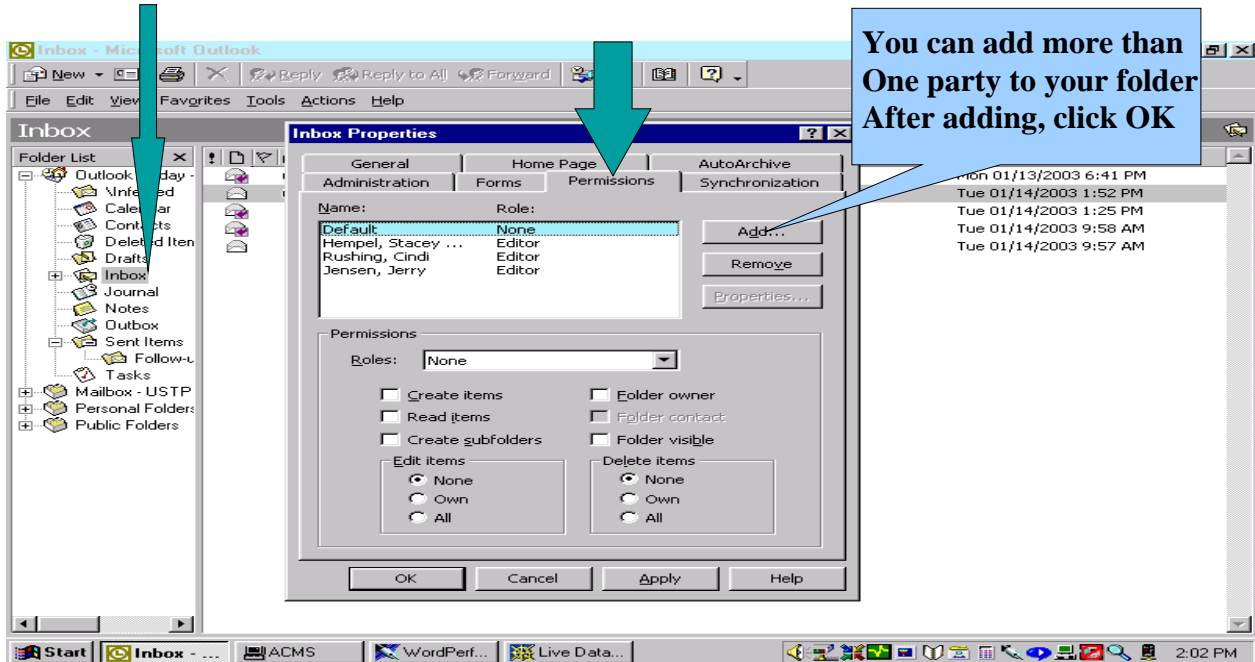 You can add more than
One party to your folder
After adding, click OK
Inbox - Microsoft Outlook
New Reply Reply to All Forward
File Edit View Favorites Tools Actions Help
Inbox
Folder List
Outlook
Calendar
Contacts
Deleted Iten
Drafts
Inbox
Journal
Notes
Outbox
Sent Items
Follow-u
Tasks
Mailbox - USTP
Personal Folders
Public Folders
Inbox Properties
General Home Page AutoArchive
Administration Forms Permissions Synchronization
Name: Role:
Default None
Hempel, Stacey ... Editor
Rushing, Cindi Editor
Jensen, Jerry Editor
Add...
Remove
Properties...
Permissions
Roles: None
Create items Folder owner
Read items Folder contact
Create subfolders Folder visible
Edit items Delete items
None None
Own Own
All All
OK Cancel Apply Help
Mon 01/13/2003 6:41 PM
Tue 01/14/2003 1:52 PM
Tue 01/14/2003 1:25 PM
Tue 01/14/2003 9:58 AM
Tue 01/14/2003 9:57 AM
Start Inbox - ... ACMS WordPerf... Live Data... 2:02 PM